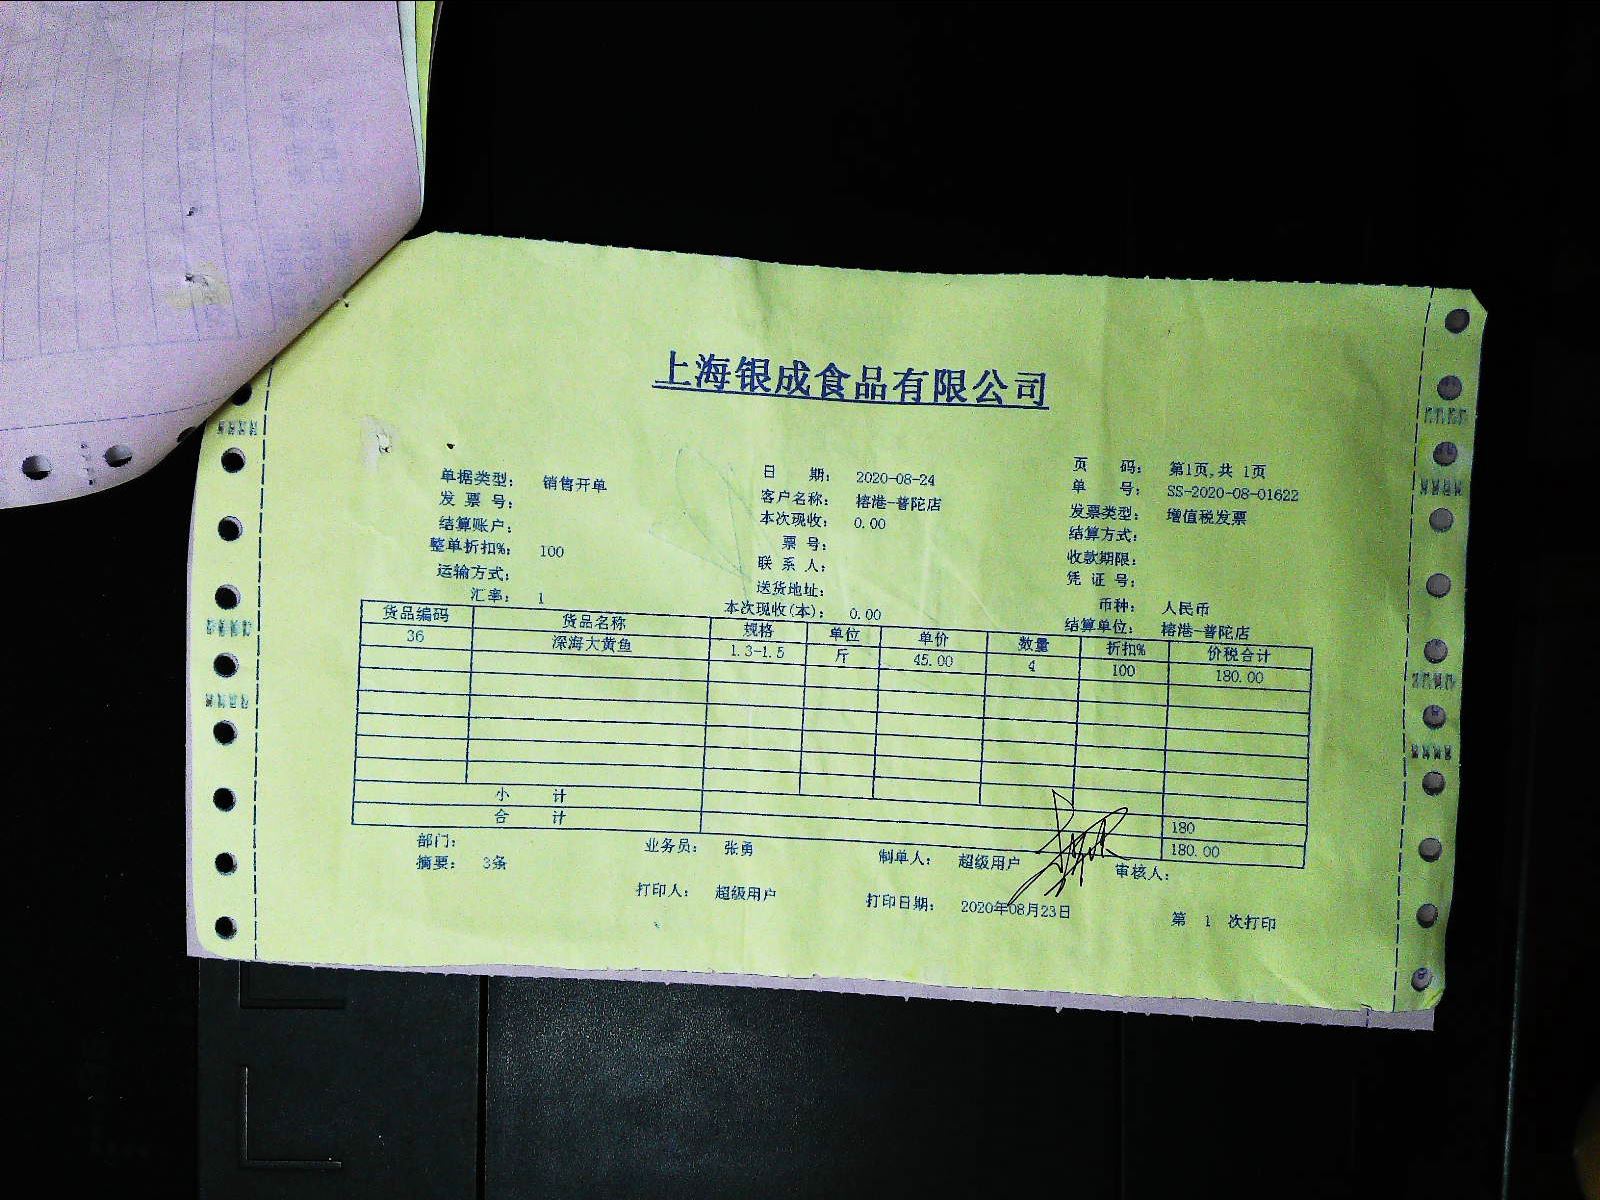 上海银成食品有限公司
单据类型: 销售开单 日 期: 2020-08-24 页 码: 第1页,共 1页
发 票 号: 客户名称: 榕港-普陀店 单 号: SS-2020-08-01622
结算账户: 本次现收: 0.00 发票类型: 增值税发票
整单折扣%: 100 票 号: 结算方式:
运输方式: 联 系 人: 收款期限:
汇率: 1 送货地址: 凭 证 号:
本次现收(本): 0.00 币种: 人民币
结算单位: 榕港-普陀店
货品编码 货品名称 规格 单位 单价 数量 折扣% 价税合计
36 深海大黄鱼 1.3-1.5 斤 45.00 4 100 180.00
小 计 180
合 计 180.00
部门: 业务员: 张勇 制单人: 超级用户 审核人:
摘要: 3条
打印人: 超级用户 打印日期: 2020年08月23日 第 1 次打印